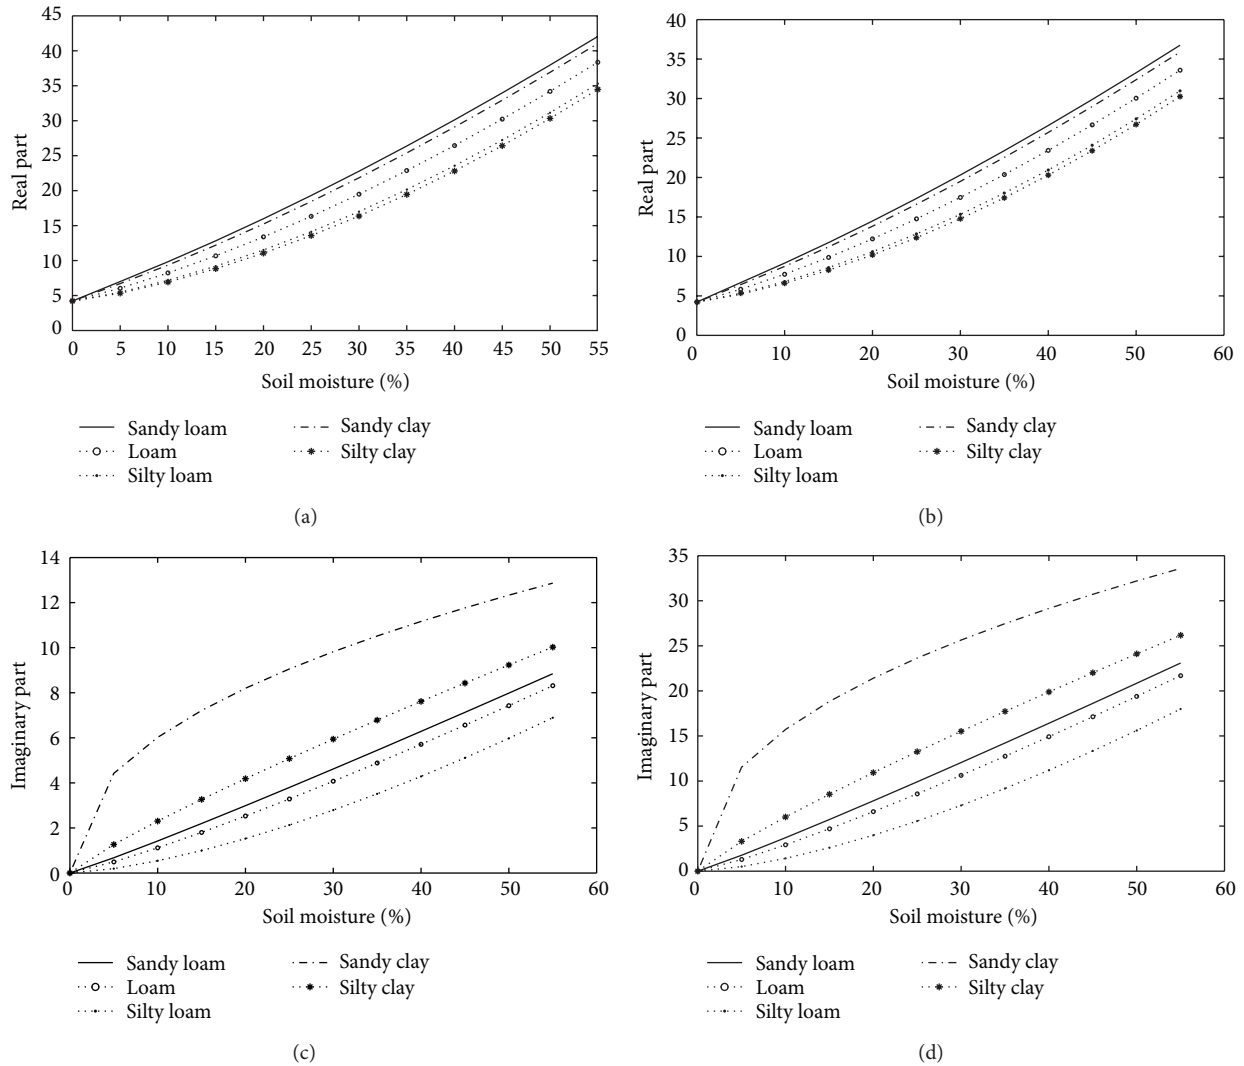 45
40
35
30
25
20
15
10
5
0
Real part
0 5 10 15 20 25 30 35 40 45 50 55
Soil moisture (%)
Sandy loam
Loam
Silty loam
Sandy clay
Silty clay
(a)
40
35
30
25
20
15
10
5
0
Real part
0 10 20 30 40 50 60
Soil moisture (%)
Sandy loam
Loam
Silty loam
Sandy clay
Silty clay
(b)
14
12
10
8
6
4
2
0
Imaginary part
0 10 20 30 40 50 60
Soil moisture (%)
Sandy loam
Loam
Silty loam
Sandy clay
Silty clay
(c)
35
30
25
20
15
10
5
0
Imaginary part
0 10 20 30 40 50 60
Soil moisture (%)
Sandy loam
Loam
Silty loam
Sandy clay
Silty clay
(d)